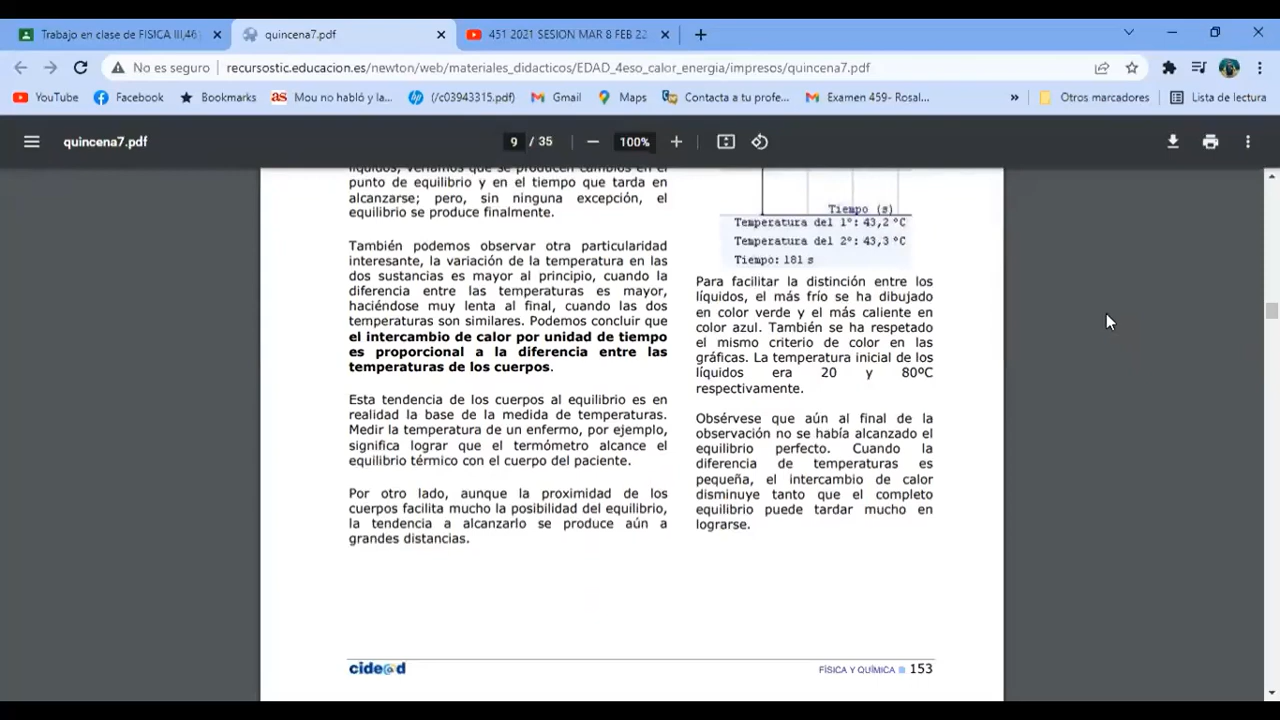 Trabajo en clase de FISICA III,46
quincena7.pdf
451 2021 SESION MAR 8 FEB 22
No es seguro
recursostic.educacion.es/newton/web/materiales_didacticos/EDAD_4eso_calor_energia/impresos/quincena7.pdf
YouTube
Facebook
Bookmarks
as Mou no habló y la...
(/c03943315.pdf)
Gmail
Maps
Contacta a tu profe...
Examen 459- Rosal...
»
Otros marcadores
Lista de lectura
quincena7.pdf
9 / 35
100%
líquidos, veríamos que se producen cambios en el
punto de equilibrio y en el tiempo que tarda en
alcanzarse; pero, sin ninguna excepción, el
equilibrio se produce finalmente.
También podemos observar otra particularidad
interesante, la variación de la temperatura en las
dos sustancias es mayor al principio, cuando la
diferencia entre las temperaturas es mayor,
haciéndose muy lenta al final, cuando las dos
temperaturas son similares. Podemos concluir que
el intercambio de calor por unidad de tiempo
es proporcional a la diferencia entre las
temperaturas de los cuerpos.
Esta tendencia de los cuerpos al equilibrio es en
realidad la base de la medida de temperaturas.
Medir la temperatura de un enfermo, por ejemplo,
significa lograr que el termómetro alcance el
equilibrio térmico con el cuerpo del paciente.
Por otro lado, aunque la proximidad de los
cuerpos facilita mucho la posibilidad del equilibrio,
la tendencia a alcanzarlo se produce aún a
grandes distancias.
Tiempo (s)
Temperatura del 1º: 43,2 ºC
Temperatura del 2º: 43,3 ºC
Tiempo: 181 s
Para facilitar la distinción entre los
líquidos, el más frío se ha dibujado
en color verde y el más caliente en
color azul. También se ha respetado
el mismo criterio de color en las
gráficas. La temperatura inicial de los
líquidos era 20 y 80ºC
respectivamente.
Obsérvese que aún al final de la
observación no se había alcanzado el
equilibrio perfecto. Cuando la
diferencia de temperaturas es
pequeña, el intercambio de calor
disminuye tanto que el completo
equilibrio puede tardar mucho en
lograrse.
cide@d
FÍSICA Y QUÍMICA 153